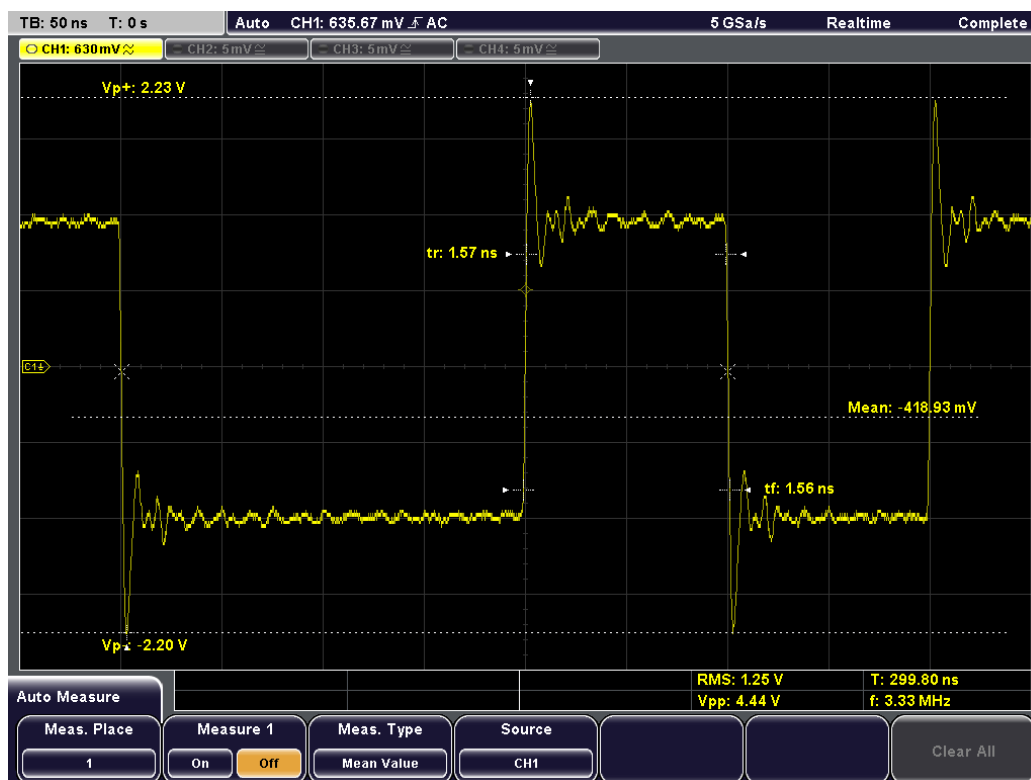 TB: 50 ns T: 0 s Auto CH1: 635.67 mV AC 5 GSa/s Realtime Complete
CH1: 630mV CH2: 5mV CH3: 5mV CH4: 5mV
Vp+: 2.23 V
tr: 1.57 ns
C1
Mean: -418.93 mV
tf: 1.56 ns
Vp-: -2.20 V
RMS: 1.25 V T: 299.80 ns
Vpp: 4.44 V f: 3.33 MHz
Auto Measure
Meas. Place Measure 1 Meas. Type Source
1 On Off Mean Value CH1
Clear All